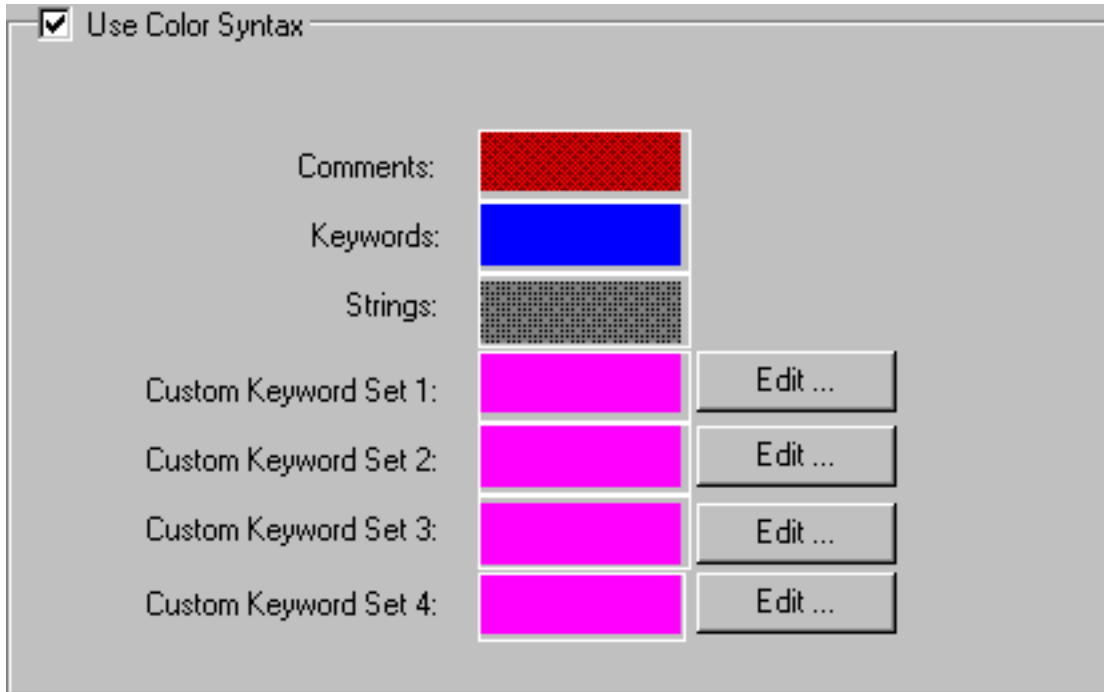 Use Color Syntax
Comments:
Keywords:
Strings:
Custom Keyword Set 1: Edit ...
Custom Keyword Set 2: Edit ...
Custom Keyword Set 3: Edit ...
Custom Keyword Set 4: Edit ...